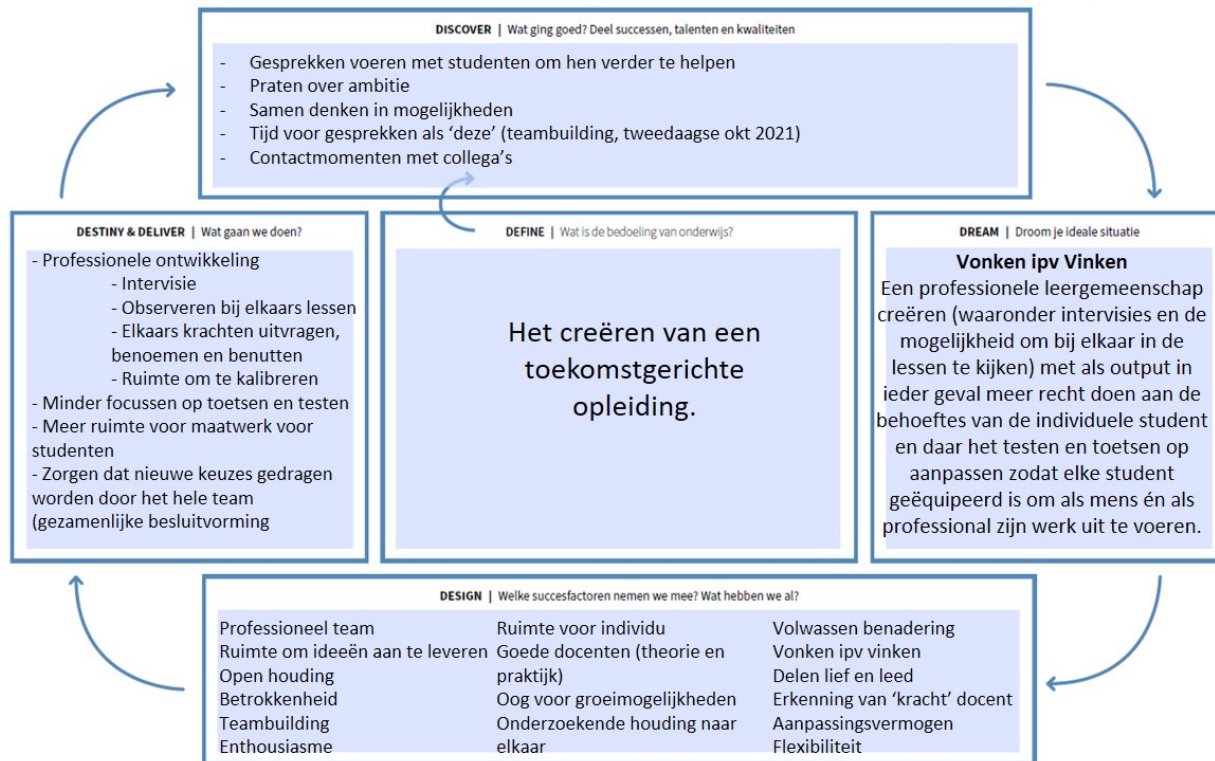 DISCOVER | Wat ging goed? Deel successen, talenten en kwaliteiten
- Gesprekken voeren met studenten om hen verder te helpen
- Praten over ambitie
- Samen denken in mogelijkheden
- Tijd voor gesprekken als ‘deze’ (teambuilding, tweedaagse okt 2021)
- Contactmomenten met collega’s
DESTINY & DELIVER | Wat gaan we doen?
- Professionele ontwikkeling
- Intervisie
- Observeren bij elkaars lessen
- Elkaars krachten uitvragen,
benoemen en benutten
- Ruimte om te kalibreren
- Minder focussen op toetsen en testen
- Meer ruimte voor maatwerk voor
studenten
- Zorgen dat nieuwe keuzes gedragen
worden door het hele team
(gezamenlijke besluitvorming
DEFINE | Wat is de bedoeling van onderwijs?
Het creëren van een
toekomstgerichte
opleiding.
DREAM | Droom je ideale situatie
Vonken ipv Vinken
Een professionele leergemeenschap
creëren (waaronder intervisies en de
mogelijkheid om bij elkaar in de
lessen te kijken) met als output in
ieder geval meer recht doen aan de
behoeftes van de individuele student
en daar het testen en toetsen op
aanpassen zodat elke student
geëquipeerd is om als mens én als
professional zijn werk uit te voeren.
DESIGN | Welke succesfactoren nemen we mee? Wat hebben we al?
Professioneel team
Ruimte om ideeën aan te leveren
Open houding
Betrokkenheid
Teambuilding
Enthousiasme
Ruimte voor individu
Goede docenten (theorie en
praktijk)
Oog voor groeimogelijkheden
Onderzoekende houding naar
elkaar
Volwassen benadering
Vonken ipv vinken
Delen lief en leed
Erkenning van ‘kracht’ docent
Aanpassingsvermogen
Flexibiliteit